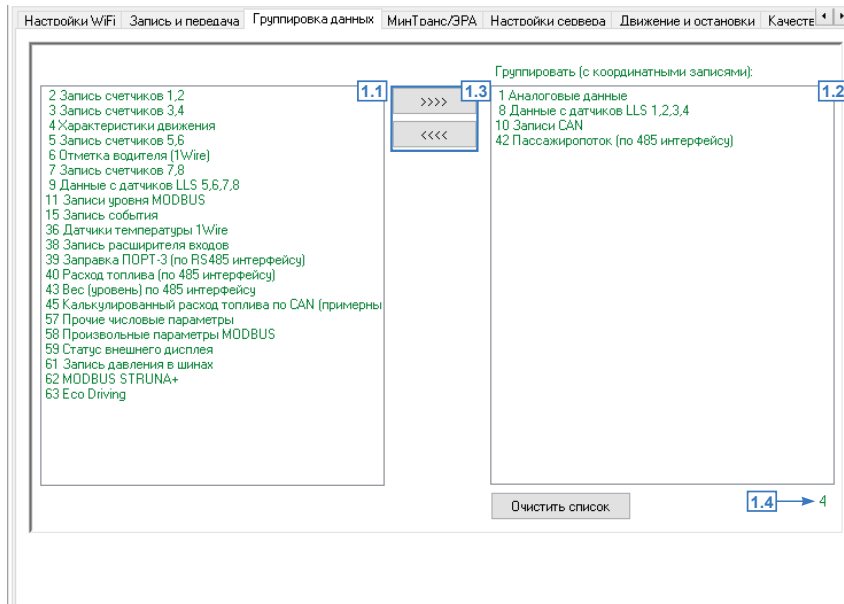 Настройки WiFi Запись и передача Группировка данных МинТранс/ЭРА Настройки сервера Движение и остановки Качеств
Группировать (с координатными записями):
1.1
1.3
1.2
2 Запись счетчиков 1,2
3 Запись счетчиков 3,4
4 Характеристики движения
5 Запись счетчиков 5,6
6 Отметка водителя (1Wire)
7 Запись счетчиков 7,8
9 Данные с датчиков LLS 5,6,7,8
11 Записи уровня MODBUS
15 Запись события
36 Датчики температуры 1Wire
38 Запись расширителя входов
39 Заправка ПОРТ-3 (по RS485 интерфейсу)
40 Расход топлива (по 485 интерфейсу)
43 Вес (уровень) по 485 интерфейсу
45 Калькулированный расход топлива по CAN (примерны
57 Прочие числовые параметры
58 Произвольные параметры MODBUS
59 Статус внешнего дисплея
61 Запись давления в шинах
62 MODBUS STRUNA+
63 Eco Driving
>>>>
<<<<
1 Аналоговые данные
8 Данные с датчиков LLS 1,2,3,4
10 Записи CAN
42 Пассажиропоток (по 485 интерфейсу)
Очистить список
1.4
4